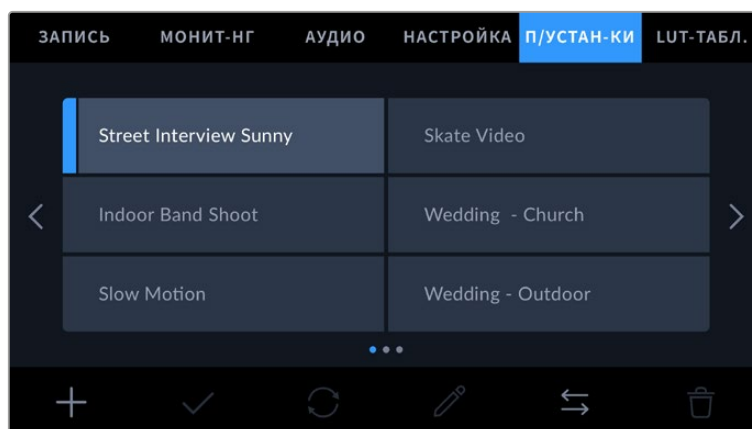 ЗАПИСЬ МОНИТ-НГ АУДИО НАСТРОЙКА П/УСТАН-КИ LUT-ТАБЛ.
Street Interview Sunny Skate Video
Indoor Band Shoot Wedding - Church
Slow Motion Wedding - Outdoor